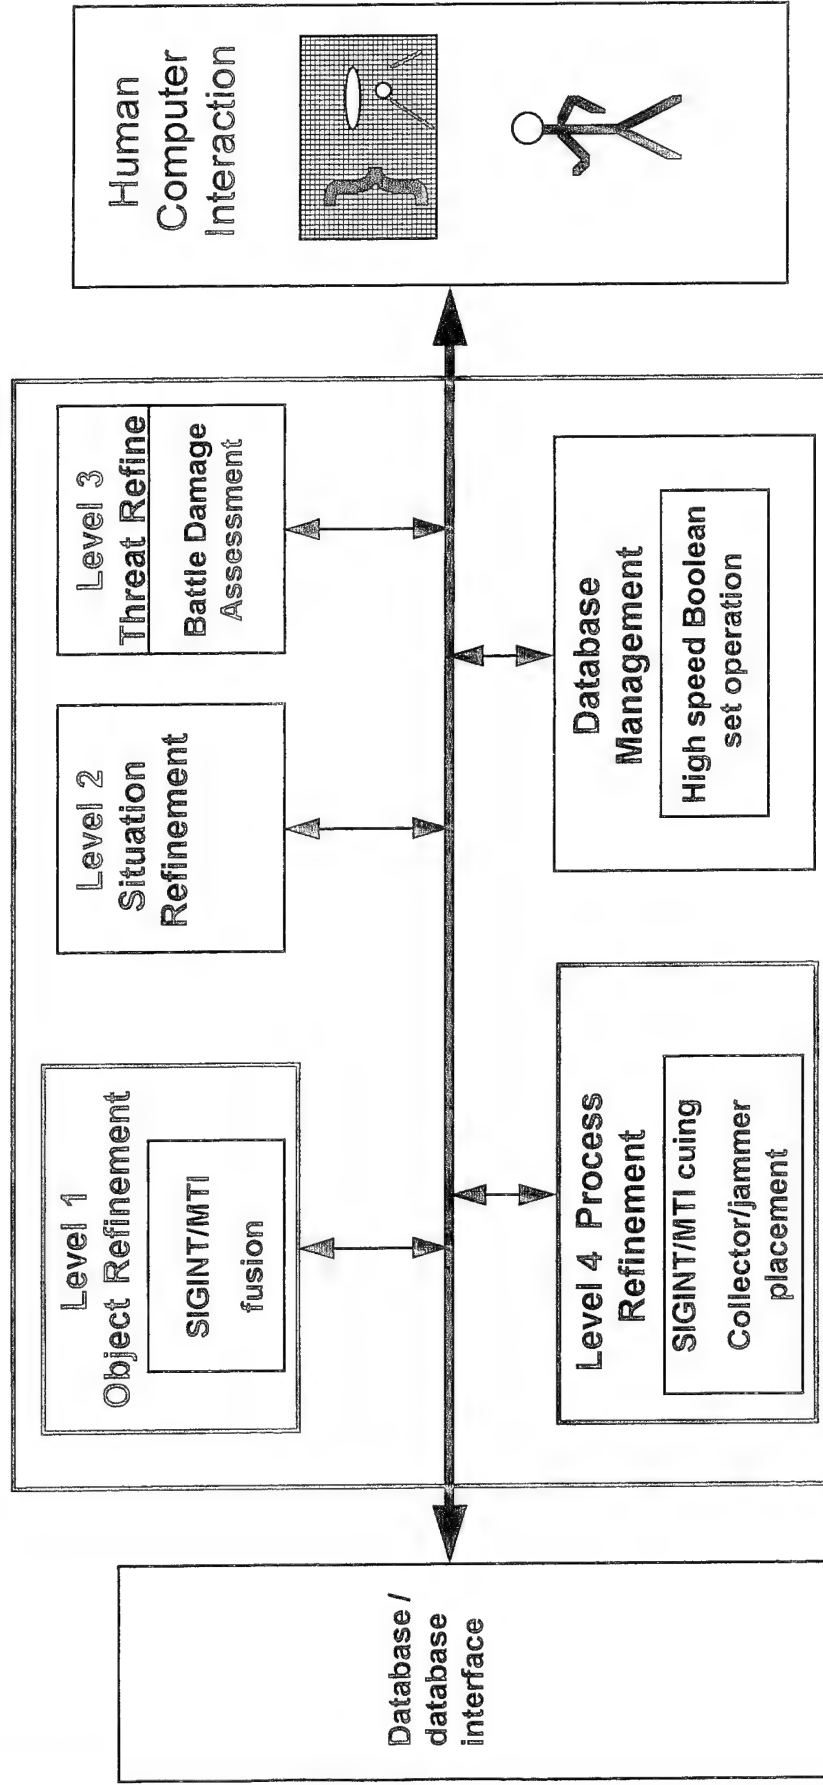 Database /
database
interface
Level 1
Object Refinement
SIGINT/MTI
fusion
Level 2
Situation
Refinement
Level 3
Threat Refine
Battle Damage
Assessment
Level 4 Process
Refinement
SIGINT/MTI cuing
Collector/jammer
placement
Database
Management
High speed Boolean
set operation
Human
Computer
Interaction